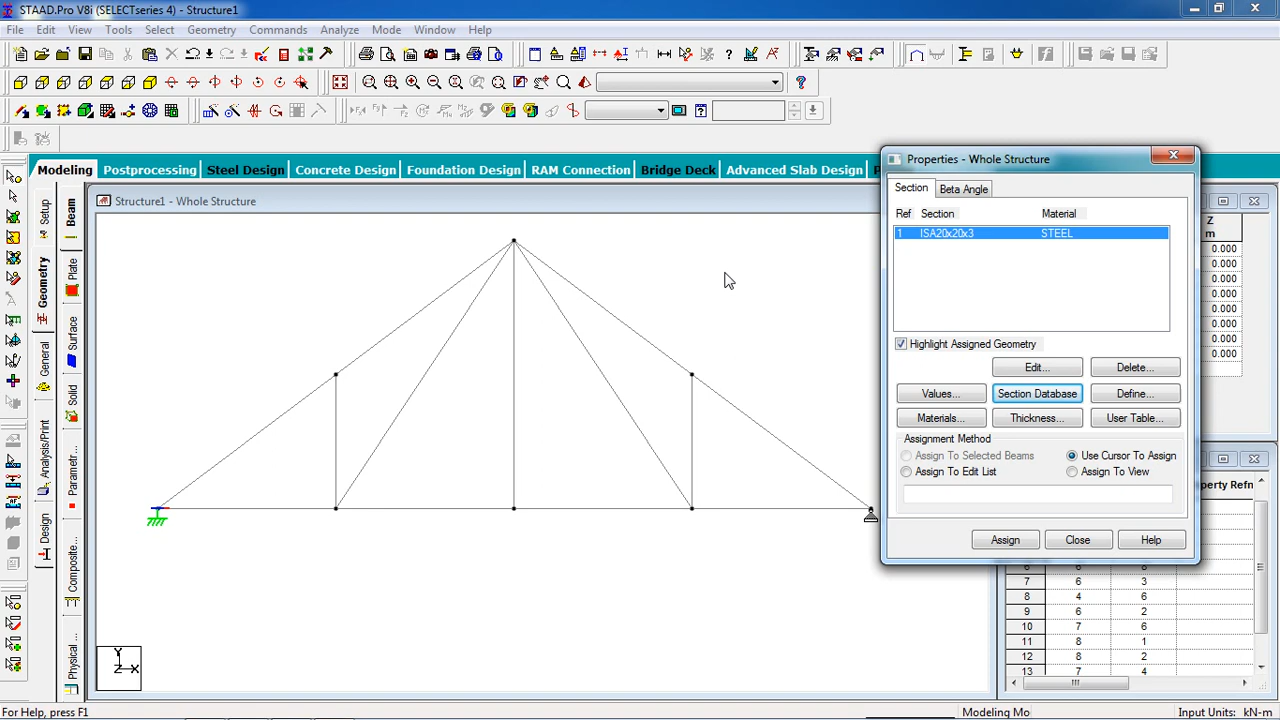 STAAD.Pro V8i (SELECTseries 4) - Structure1
File Edit View Tools Select Geometry Commands Analyze Mode Window Help
Modeling Postprocessing Steel Design Concrete Design Foundation Design RAM Connection Bridge Deck Advanced Slab Design
Structure1 - Whole Structure
Setup
Geometry
General
Analysis/Print
Design
Beam
Plate
Surface
Solid
Parametr...
Composite...
Physical ...
Y
Z X
Properties - Whole Structure
Section Beta Angle
Ref Section Material
1 ISA20x20x3 STEEL
Highlight Assigned Geometry
Edit... Delete...
Values... Section Database Define...
Materials... Thickness... User Table...
Assignment Method
Assign To Selected Beams Use Cursor To Assign
Assign To Edit List Assign To View
Assign Close Help
Z
m
0.000
0.000
0.000
0.000
0.000
0.000
0.000
0.000
Property Refn
7 6 3
8 4 6
9 6 2
10 7 6
11 8 1
12 8 2
13 7 4
For Help, press F1 Modeling Mo Input Units: kN-m